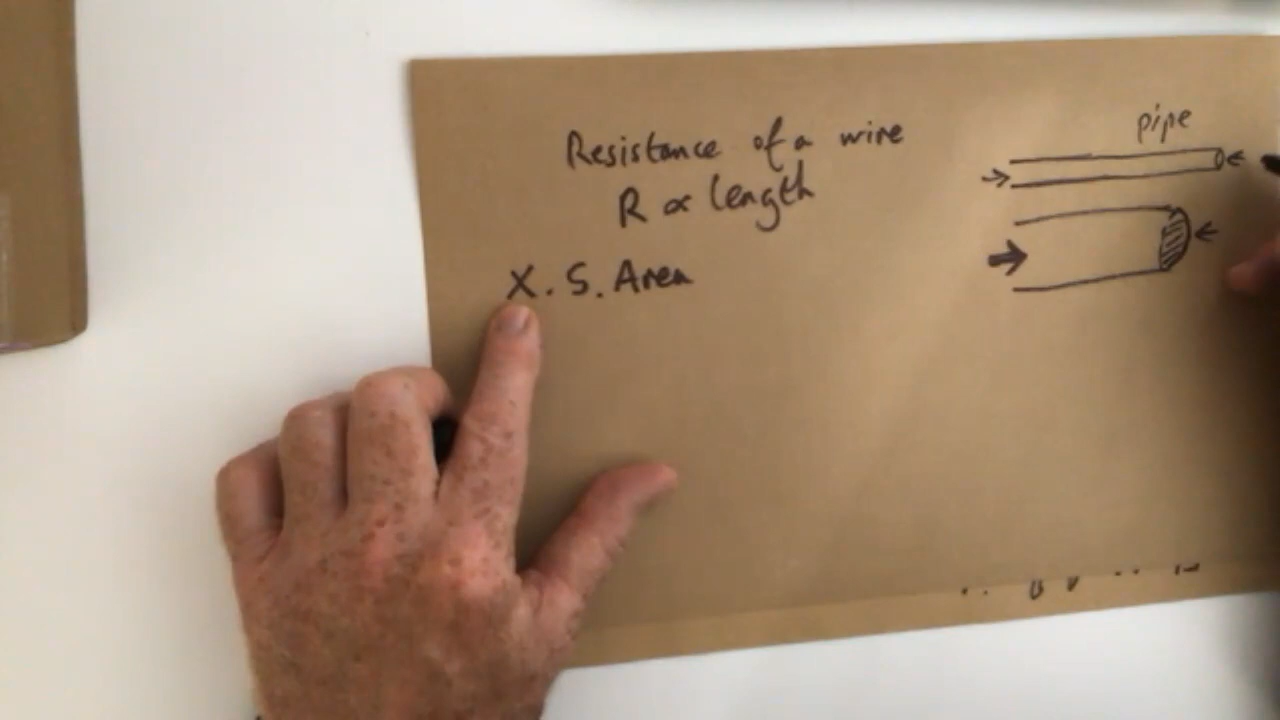 Resistance of a wire
R ∝ length
X.S. Area
pipe